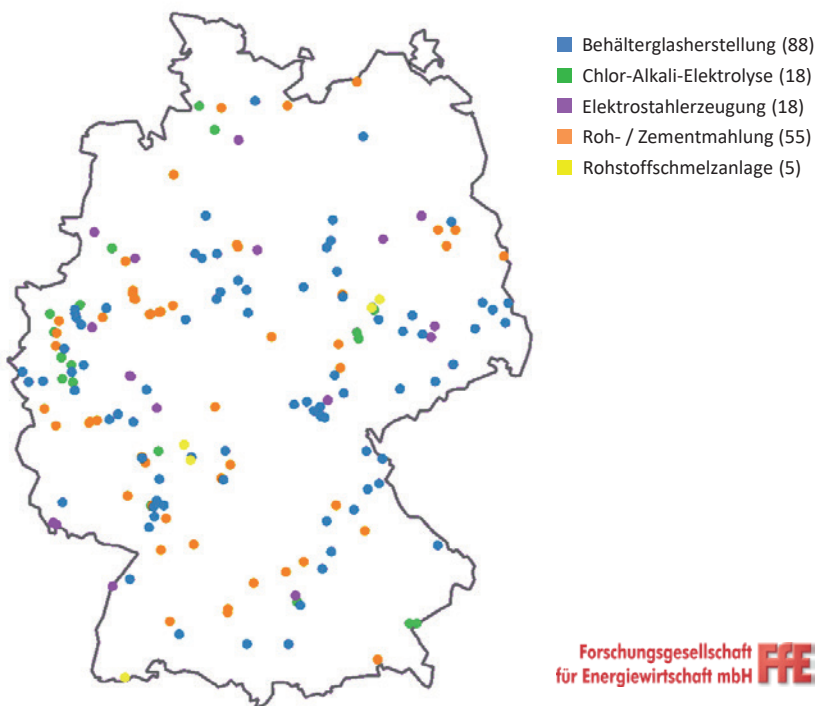 Behälterglasherstellung (88)
Chlor-Alkali-Elektrolyse (18)
Elektrostahlerzeugung (18)
Roh- / Zementmahlung (55)
Rohstoffschmelzanlage (5)
Forschungsgesellschaft
für Energiewirtschaft mbH FfE